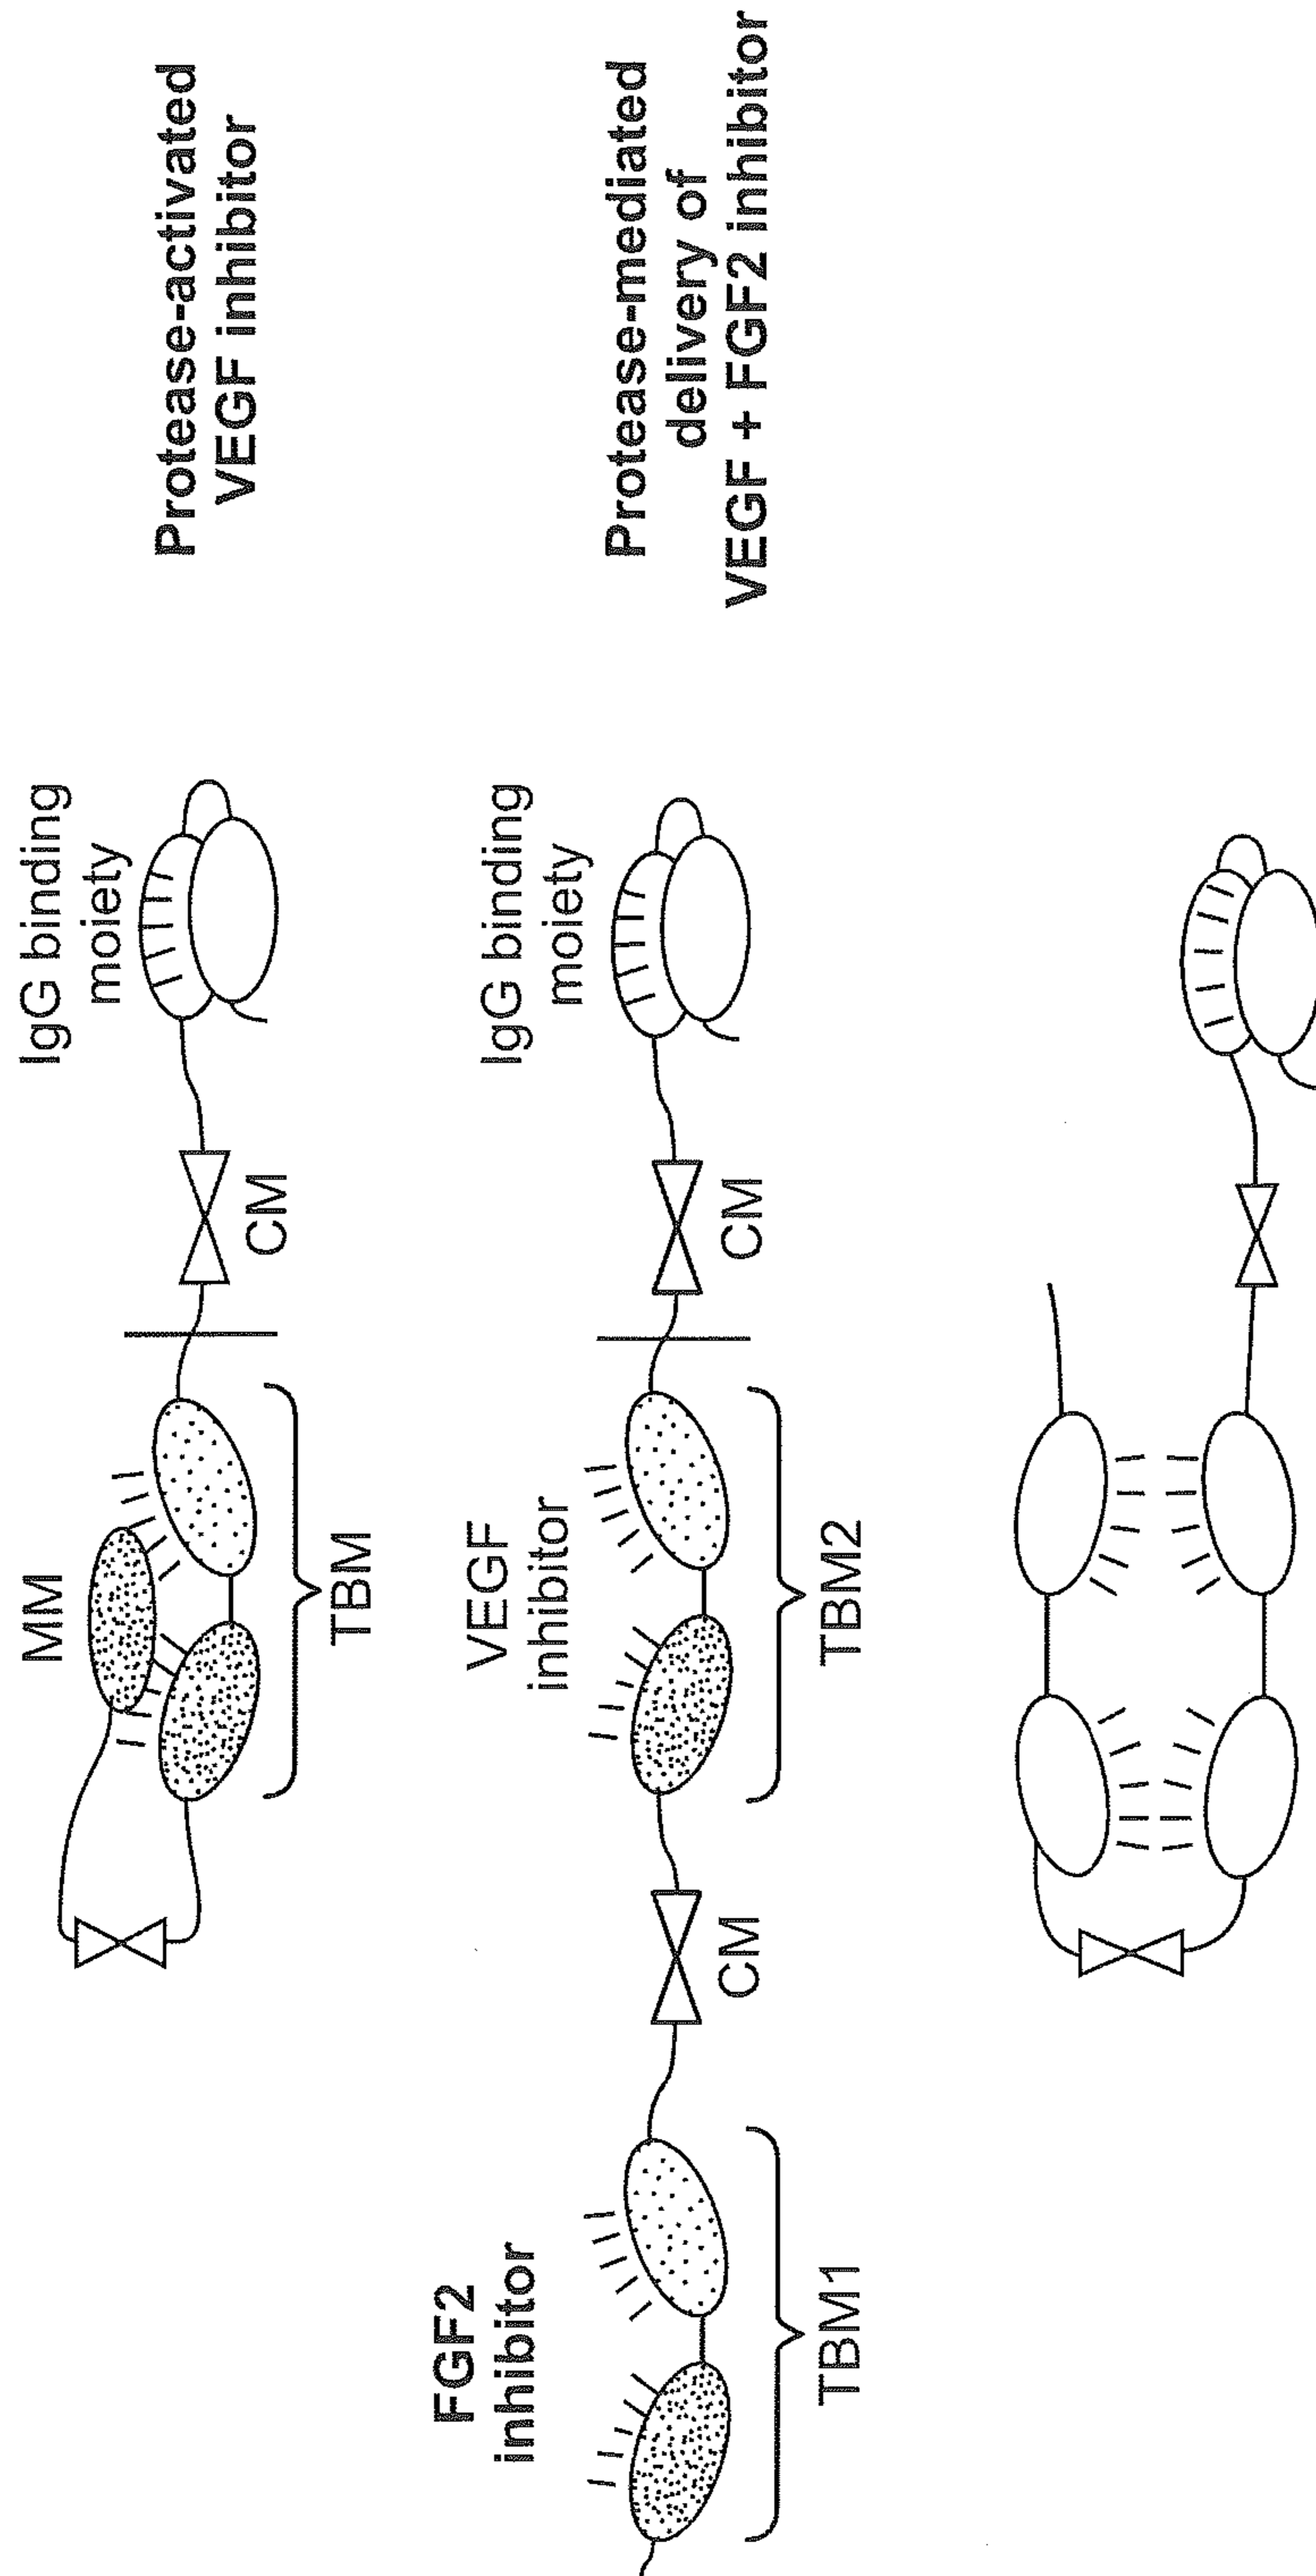 MM
TBM
CM
IgG binding
moiety
Protease-activated
VEGF inhibitor
FGF2
inhibitor
TBM1
CM
VEGF
inhibitor
TBM2
CM
IgG binding
moiety
Protease-mediated
delivery of
VEGF + FGF2 inhibitor